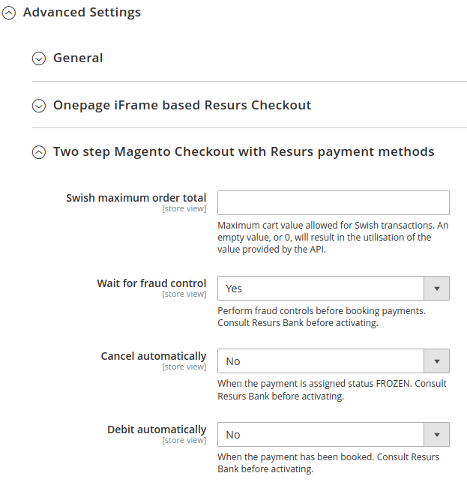 Advanced Settings
General
Onepage iFrame based Resurs Checkout
Two step Magento Checkout with Resurs payment methods
Swish maximum order total
[store view]
Maximum cart value allowed for Swish transactions. An
empty value, or 0, will result in the utilisation of the
value provided by the API.
Wait for fraud control
[store view]
Yes
Perform fraud controls before booking payments.
Consult Resurs Bank before activating.
Cancel automatically
[store view]
No
When the payment is assigned status FROZEN. Consult
Resurs Bank before activating.
Debit automatically
[store view]
No
When the payment has been booked. Consult Resurs
Bank before activating.